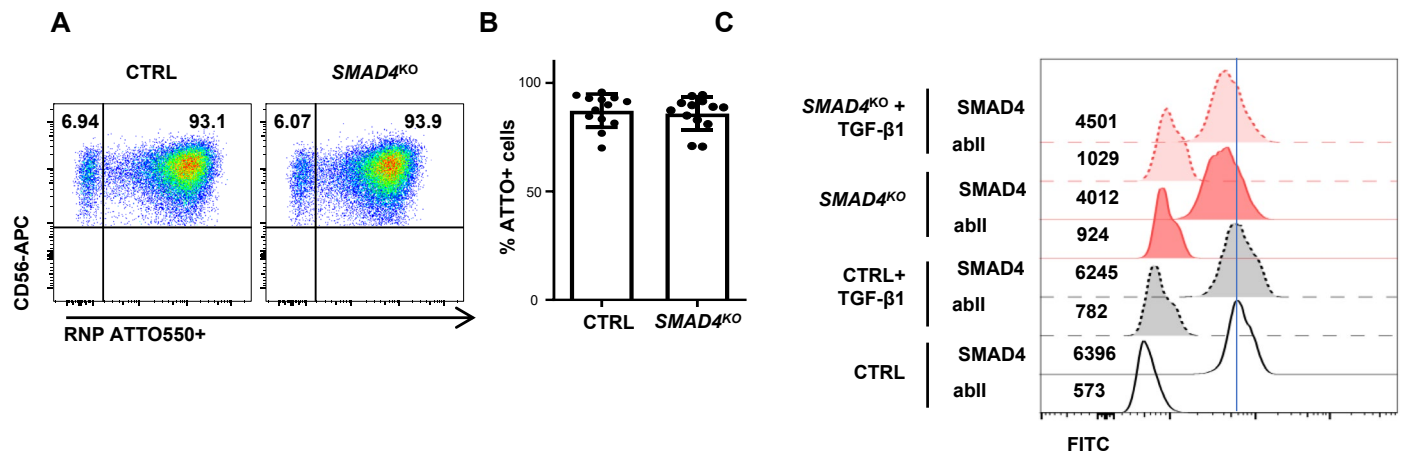 A
CTRL
SMAD4KO
6.94
93.1
6.07
93.9
CD56-APC
RNP ATTO550+
B
% ATTO+ cells
100
50
0
CTRL
SMAD4KO
C
SMAD4KO +
TGF-β1
SMAD4
4501
abII
1029
SMAD4KO
SMAD4
4012
abII
924
CTRL+
TGF-β1
SMAD4
6245
abII
782
CTRL
SMAD4
6396
abII
573
FITC